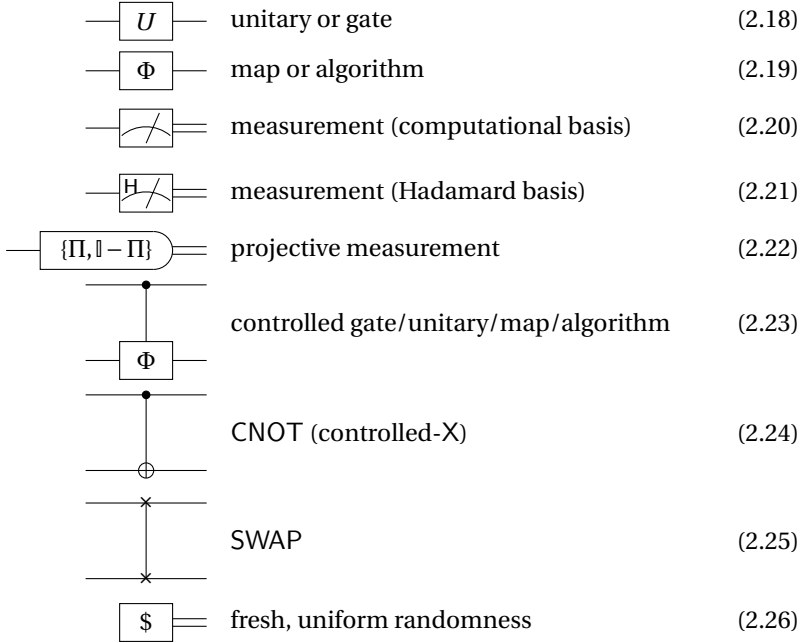 U unitary or gate (2.18)
Φ map or algorithm (2.19)
measurement (computational basis) (2.20)
H measurement (Hadamard basis) (2.21)
{Π, 𝕀 − Π} projective measurement (2.22)
controlled gate/unitary/map/algorithm (2.23)
Φ
CNOT (controlled-X) (2.24)
SWAP (2.25)
$ fresh, uniform randomness (2.26)